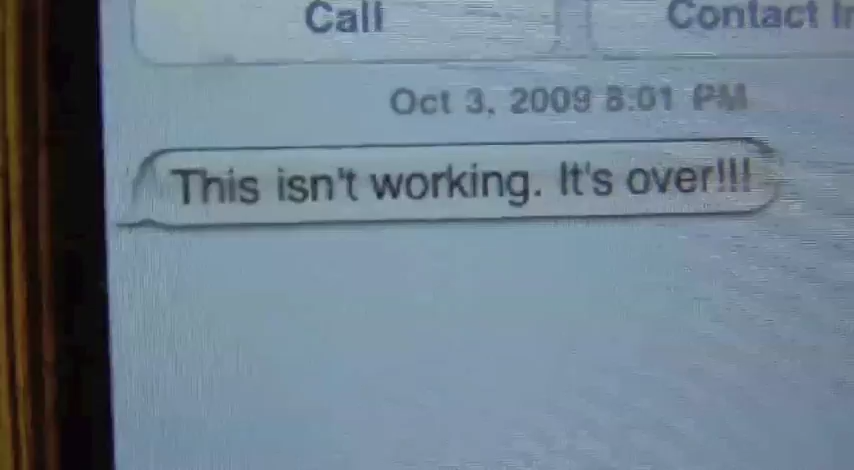 Call
Contact
Oct 3, 2009 8:01 PM
This isn't working. It's over!!!